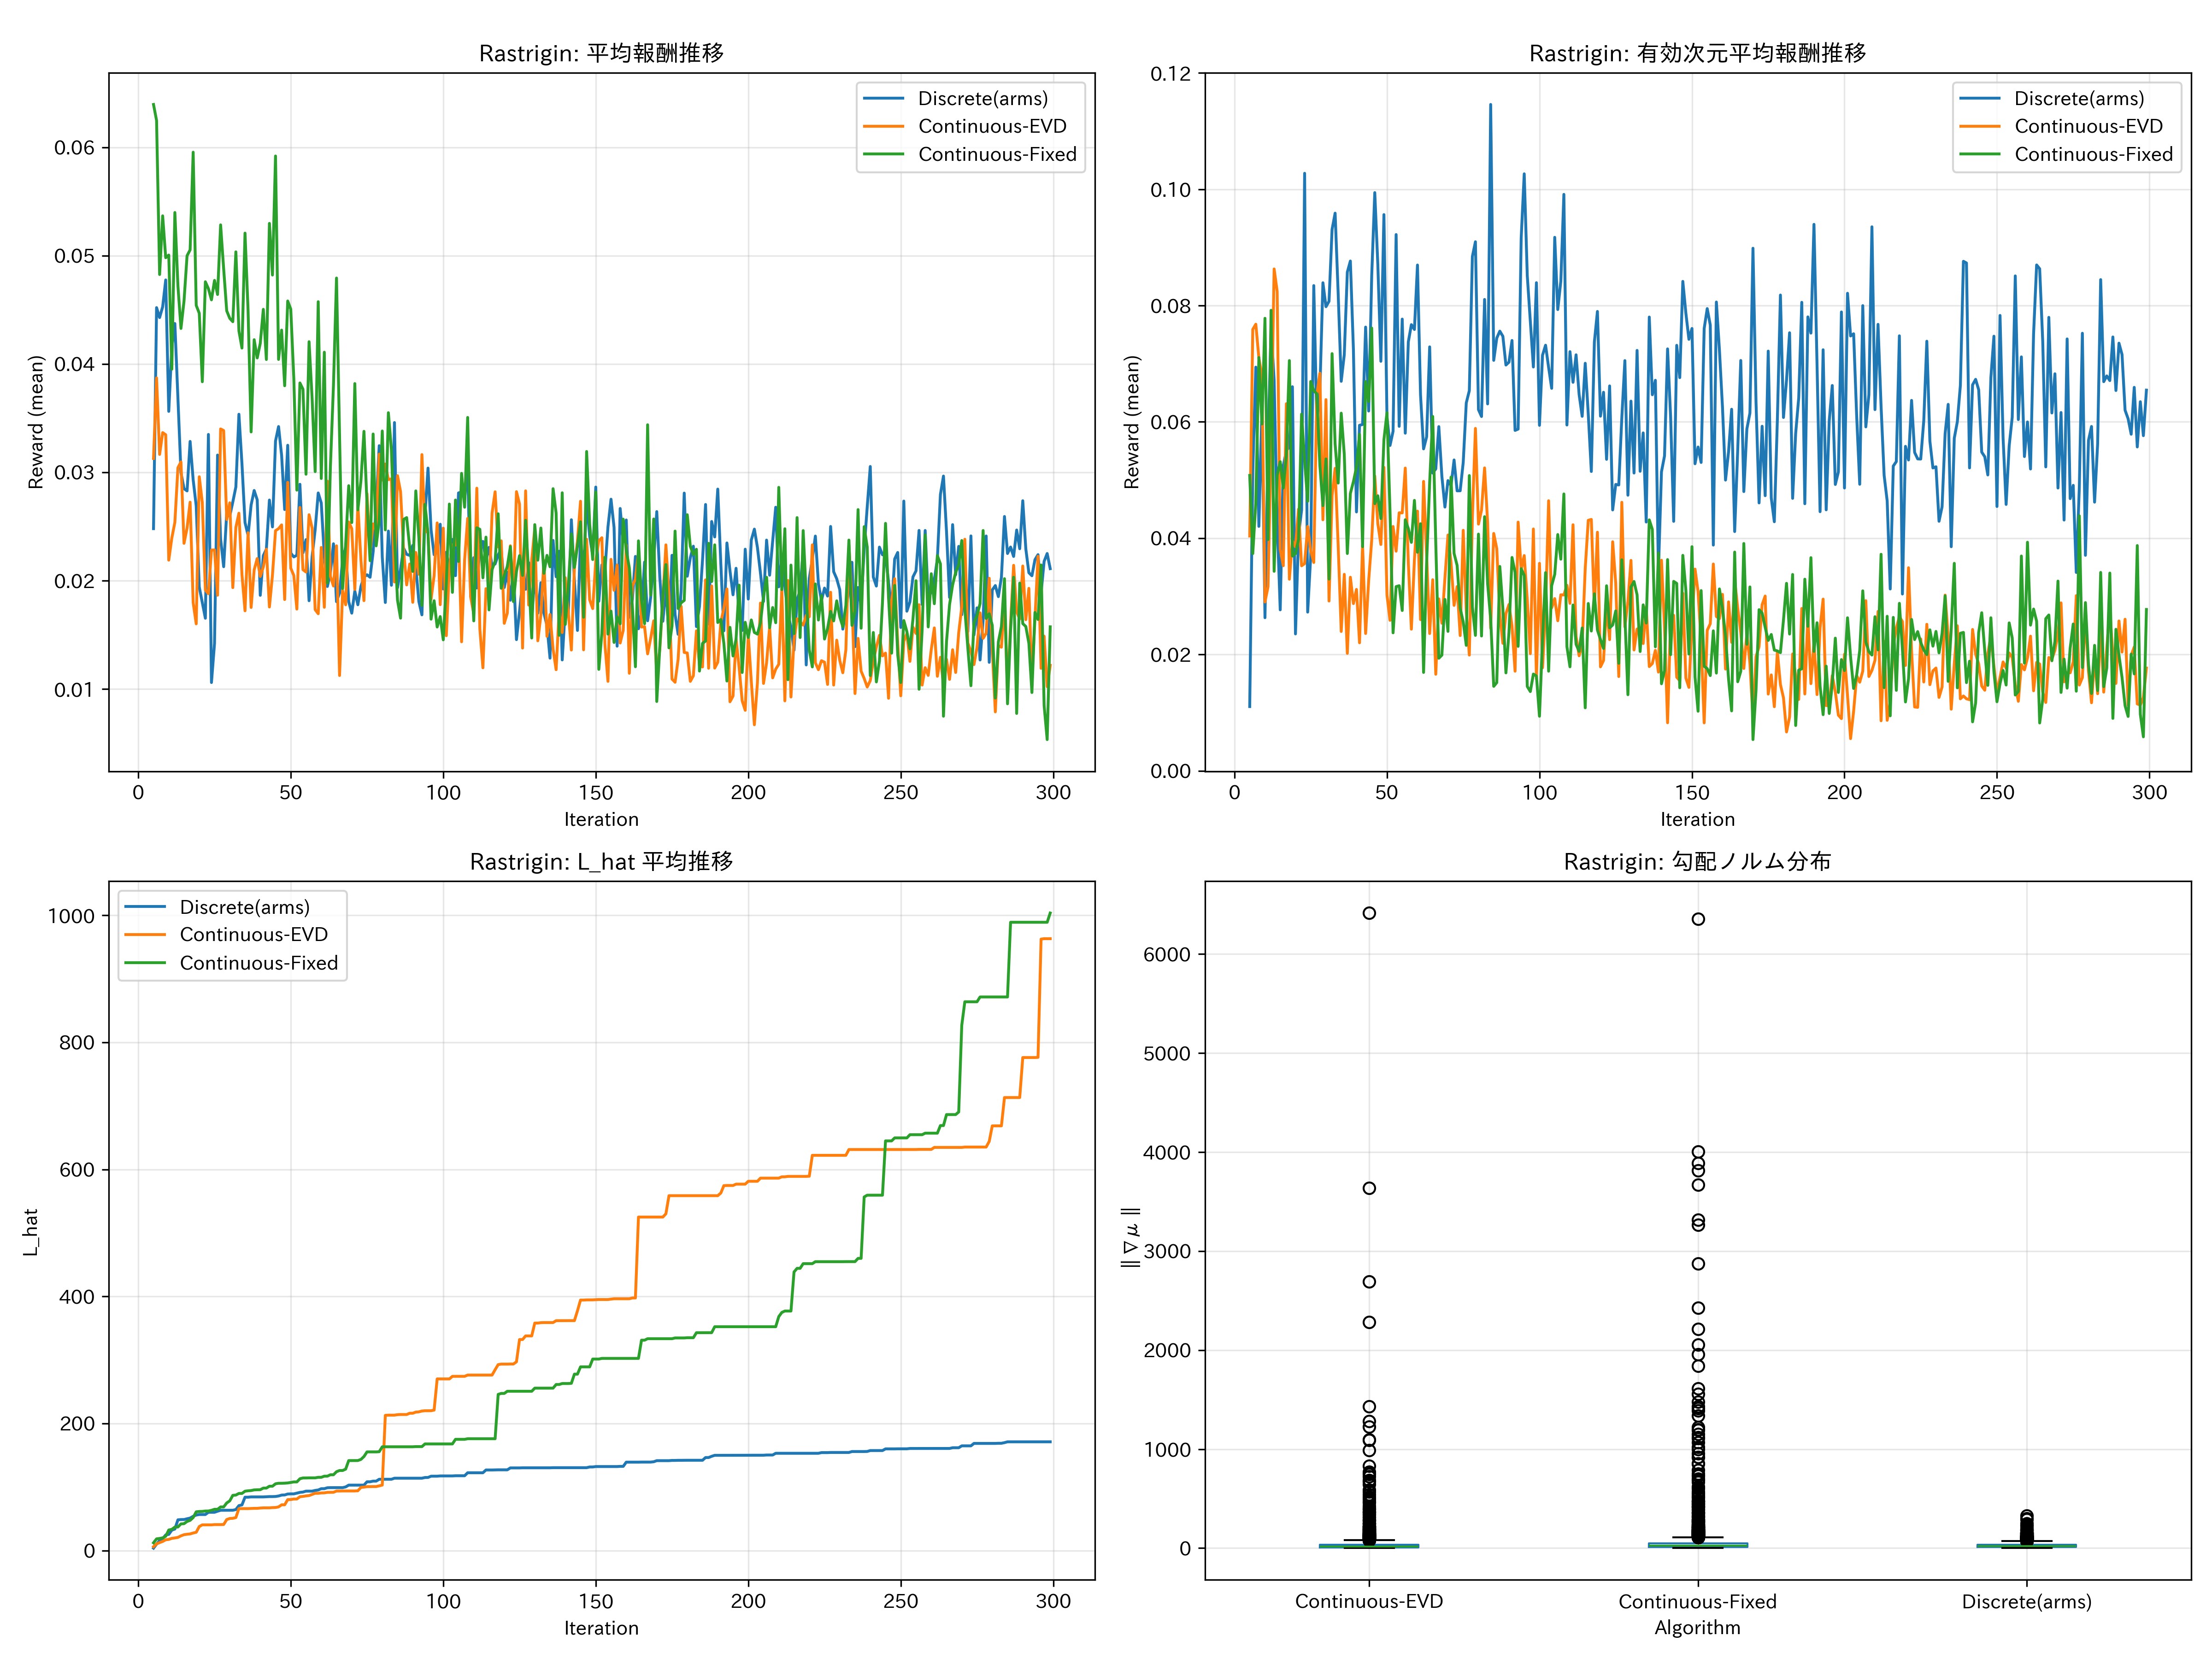 Rastrigin: 平均報酬推移
Reward (mean)
0.06
0.05
0.04
0.03
0.02
0.01
Discrete(arms)
Continuous-EVD
Continuous-Fixed
0 50 100 150 200 250 300
Iteration
Rastrigin: 有効次元平均報酬推移
Reward (mean)
0.12
0.10
0.08
0.06
0.04
0.02
0.00
Discrete(arms)
Continuous-EVD
Continuous-Fixed
0 50 100 150 200 250 300
Iteration
Rastrigin: L_hat 平均推移
L_hat
1000
800
600
400
200
0
Discrete(arms)
Continuous-EVD
Continuous-Fixed
0 50 100 150 200 250 300
Iteration
Rastrigin: 勾配ノルム分布
‖∇μ‖
6000
5000
4000
3000
2000
1000
0
Continuous-EVD Continuous-Fixed Discrete(arms)
Algorithm